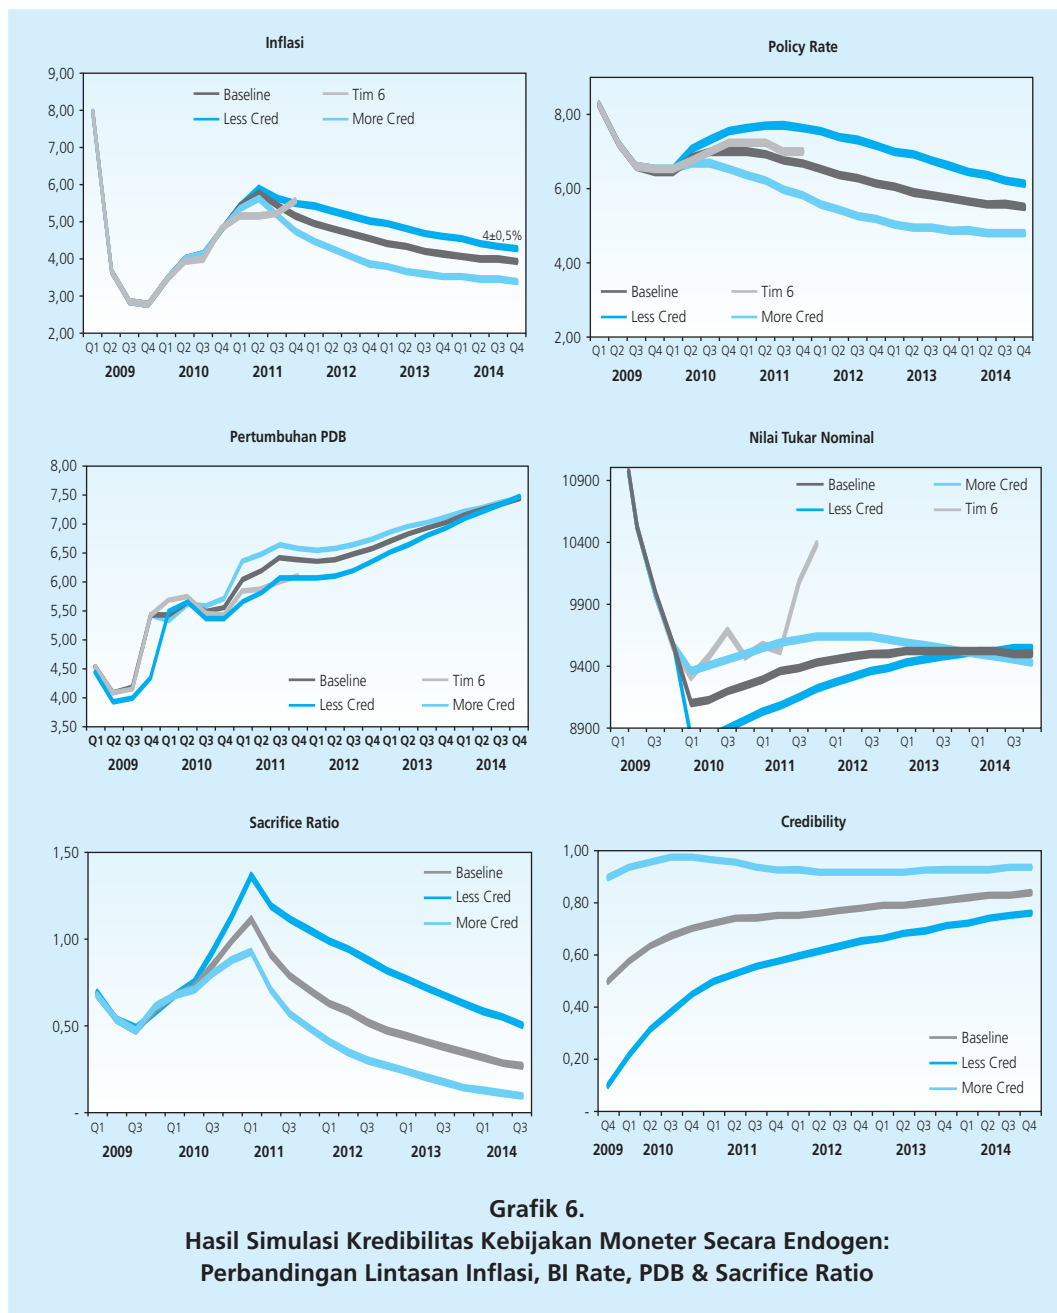 Inflasi
9,00
8,00
7,00
6,00
5,00
4,00
3,00
2,00
Baseline
Tim 6
Less Cred
More Cred
4±0,5%
Q1 Q2 Q3 Q4 Q1 Q2 Q3 Q4 Q1 Q2 Q3 Q4 Q1 Q2 Q3 Q4 Q1 Q2 Q3 Q4 Q1 Q2 Q3 Q4
2009 2010 2011 2012 2013 2014
Policy Rate
8,00
6,00
4,00
2,00
Baseline
Tim 6
Less Cred
More Cred
Q1 Q2 Q3 Q4 Q1 Q2 Q3 Q4 Q1 Q2 Q3 Q4 Q1 Q2 Q3 Q4 Q1 Q2 Q3 Q4 Q1 Q2 Q3 Q4
2009 2010 2011 2012 2013 2014
Pertumbuhan PDB
8,00
7,50
7,00
6,50
6,00
5,50
5,00
4,50
4,00
3,50
Baseline
Tim 6
Less Cred
More Cred
Q1 Q2 Q3 Q4 Q1 Q2 Q3 Q4 Q1 Q2 Q3 Q4 Q1 Q2 Q3 Q4 Q1 Q2 Q3 Q4 Q1 Q2 Q3 Q4
2009 2010 2011 2012 2013 2014
Nilai Tukar Nominal
10900
10400
9900
9400
8900
Baseline
More Cred
Less Cred
Tim 6
Q1 Q3 Q1 Q3 Q1 Q3 Q1 Q3 Q1 Q3 Q1 Q3
2009 2010 2011 2012 2013 2014
Sacrifice Ratio
1,50
1,00
0,50
-
Baseline
Less Cred
More Cred
Q1 Q3 Q1 Q3 Q1 Q3 Q1 Q3 Q1 Q3 Q1 Q3
2009 2010 2011 2012 2013 2014
Credibility
1,00
0,80
0,60
0,40
0,20
-
Baseline
Less Cred
More Cred
Q4 Q1 Q2 Q3 Q4 Q1 Q2 Q3 Q4 Q1 Q2 Q3 Q4 Q1 Q2 Q3 Q4 Q1 Q2 Q3 Q4
2009 2010 2011 2012 2013 2014
Grafik 6.
Hasil Simulasi Kredibilitas Kebijakan Moneter Secara Endogen:
Perbandingan Lintasan Inflasi, BI Rate, PDB & Sacrifice Ratio